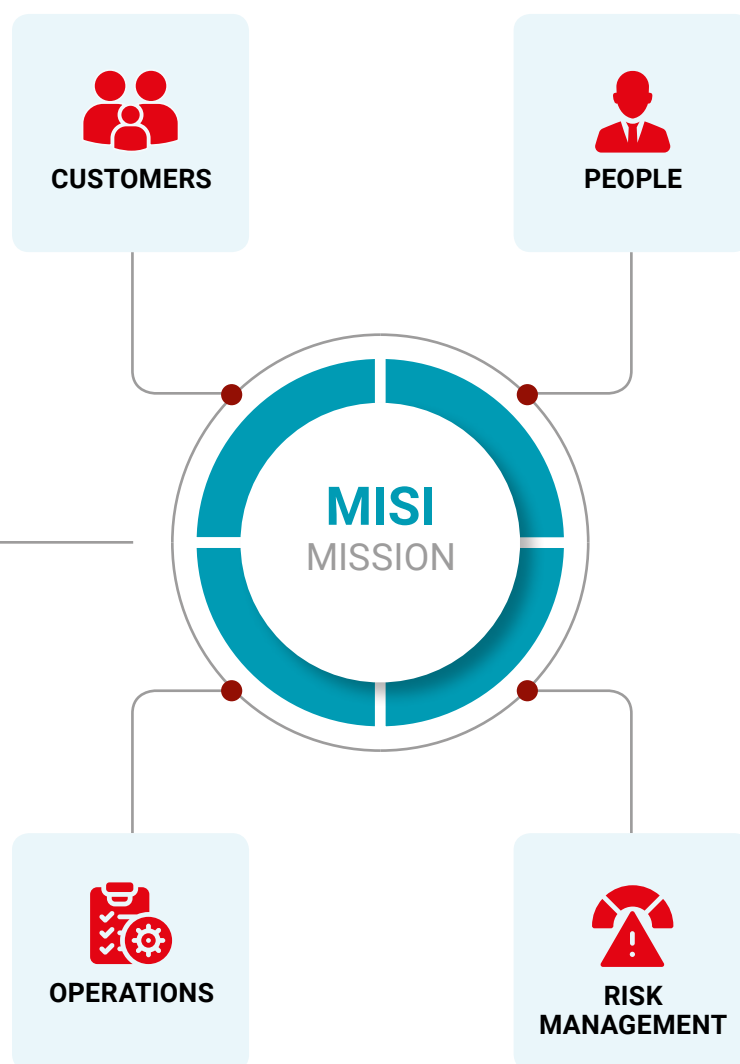 CUSTOMERS
PEOPLE
MISI
MISSION
OPERATIONS
RISK
MANAGEMENT